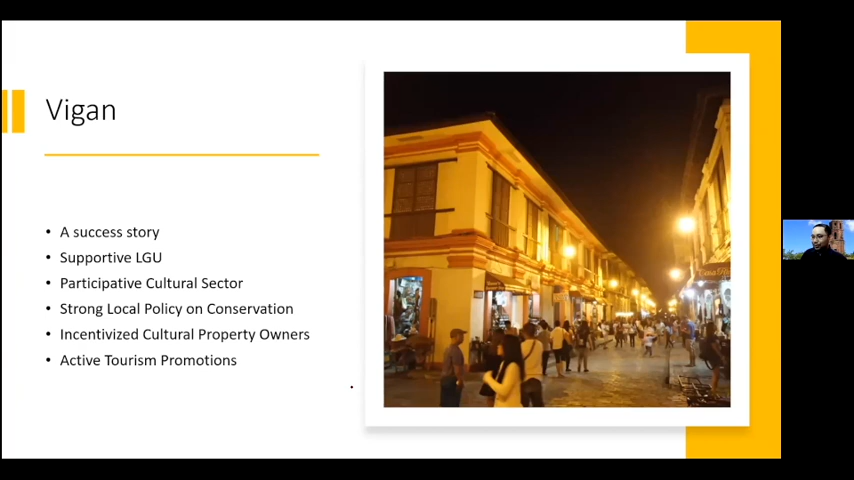 Vigan
• A success story
• Supportive LGU
• Participative Cultural Sector
• Strong Local Policy on Conservation
• Incentivized Cultural Property Owners
• Active Tourism Promotions